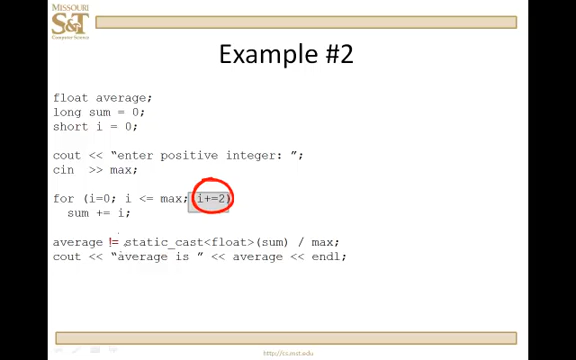 MISSOURI
S&T
Computer Science
Example #2
float average;
long sum = 0;
short i = 0;
cout << “enter positive integer: ”;
cin >> max;
for (i=0; i <= max; i+=2)
sum += i;
average != static_cast<float>(sum) / max;
cout << “average is ” << average << endl;
http://cs.mst.edu